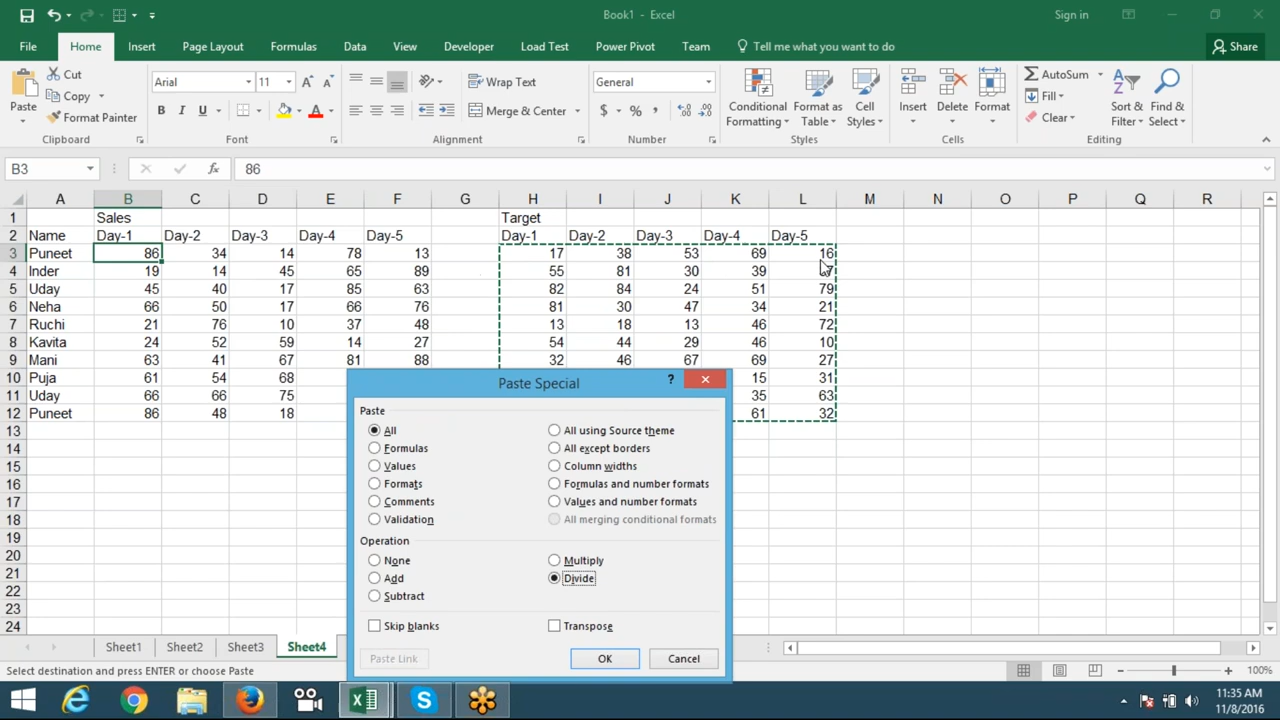 Book1 - Excel
Sign in
File Home Insert Page Layout Formulas Data View Developer Load Test Power Pivot Team Tell me what you want to do Share
Paste
Cut
Copy
Format Painter
Clipboard
Arial 11
B I U A
Font
Wrap Text
Merge & Center
Alignment
General
$ % ,
Number
Conditional Formatting
Format as Table
Cell Styles
Styles
Insert Delete Format
Cells
AutoSum
Fill
Clear
Sort & Filter
Find & Select
Editing
B3 fx 86
A B C D E F G H I J K L M N O P Q R
1 Sales Target
2 Name Day-1 Day-2 Day-3 Day-4 Day-5 Day-1 Day-2 Day-3 Day-4 Day-5
3 Puneet 86 34 14 78 13 17 38 53 69 16
4 Inder 19 14 45 65 89 55 81 30 39
5 Uday 45 40 17 85 63 82 84 24 51 79
6 Neha 66 50 17 66 76 81 30 47 34 21
7 Ruchi 21 76 10 37 48 13 18 13 46 72
8 Kavita 24 52 59 14 27 54 44 29 46 10
9 Mani 63 41 67 81 88 32 46 67 69 27
10 Puja 61 54 68 15 31
11 Uday 66 66 75 35 63
12 Puneet 86 48 18 61 32
13
14
15
16
17
18
19
20
21
22
23
24
Paste Special
?
Paste
All All using Source theme
Formulas All except borders
Values Column widths
Formats Formulas and number formats
Comments Values and number formats
Validation All merging conditional formats
Operation
None Multiply
Add Divide
Subtract
Skip blanks Transpose
Paste Link OK Cancel
Sheet1 Sheet2 Sheet3 Sheet4
Select destination and press ENTER or choose Paste
100%
11:35 AM
11/8/2016